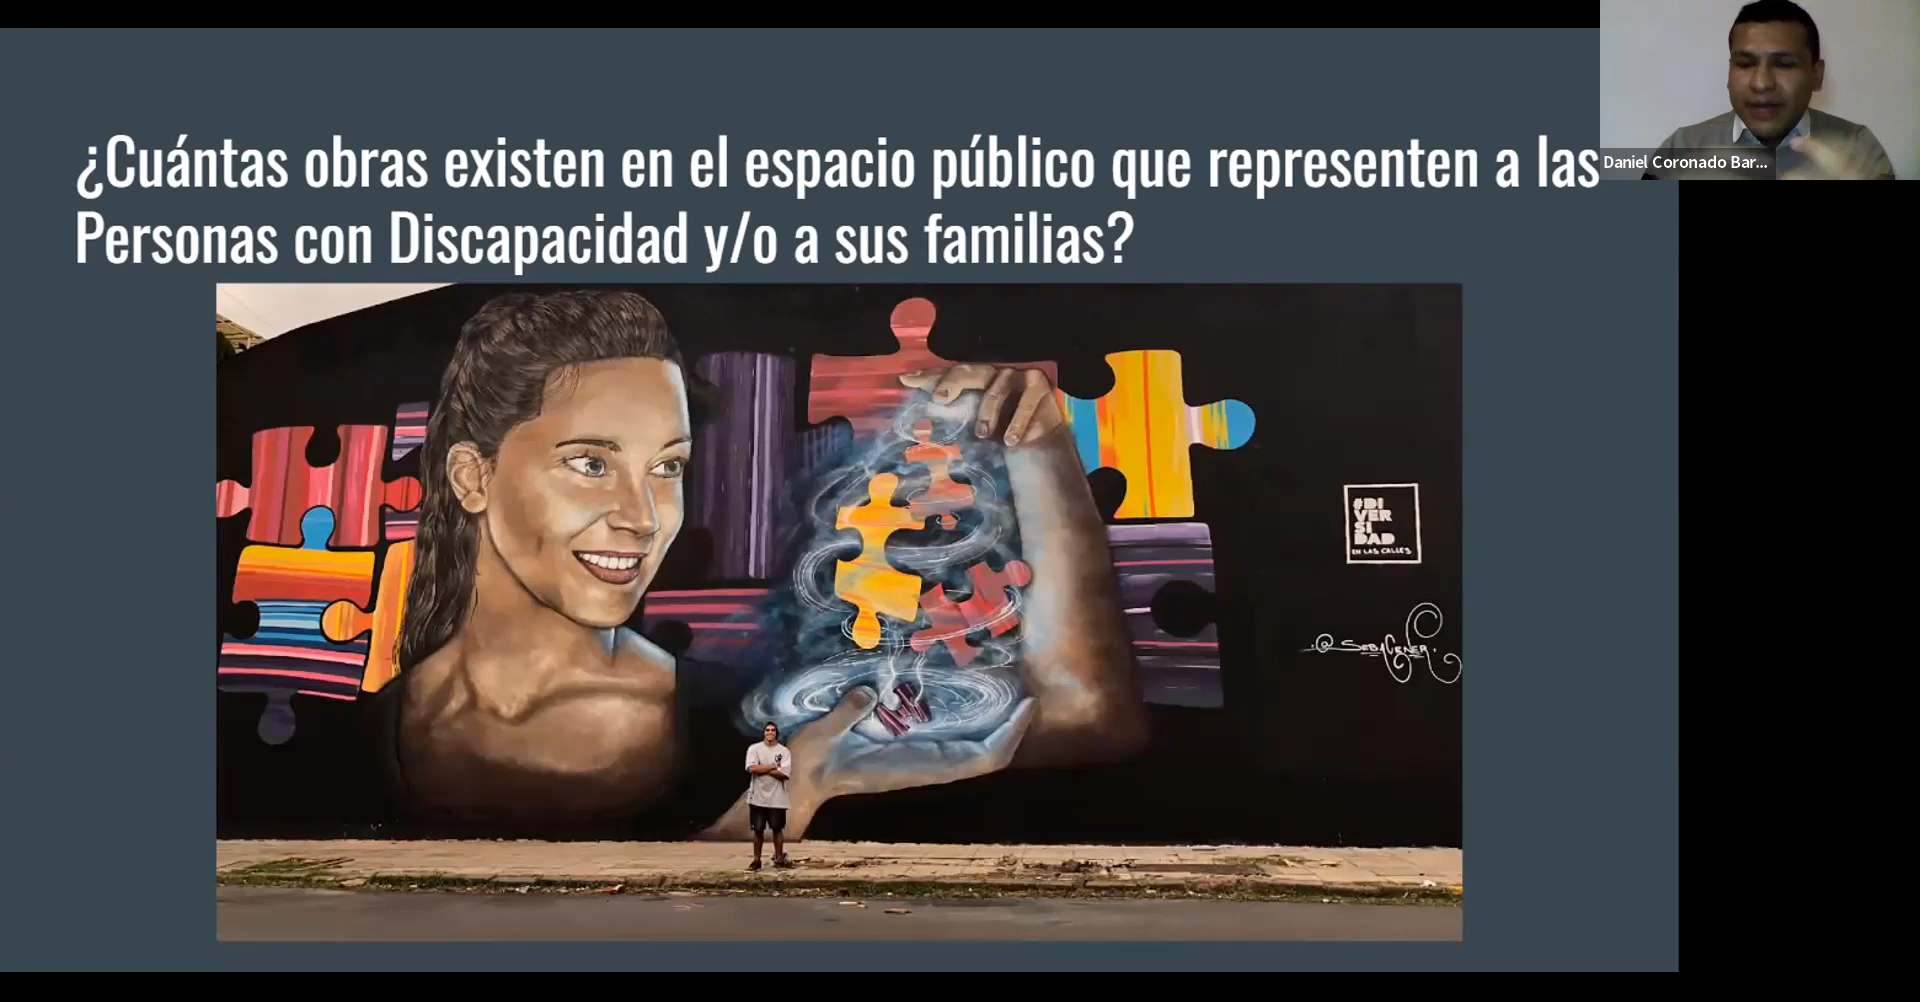 ¿Cuántas obras existen en el espacio público que representen a las
Personas con Discapacidad y/o a sus familias?
Daniel Coronado Bar...
#DI
VER
SI
DAD
EN LAS CALLES
@SEBACENER